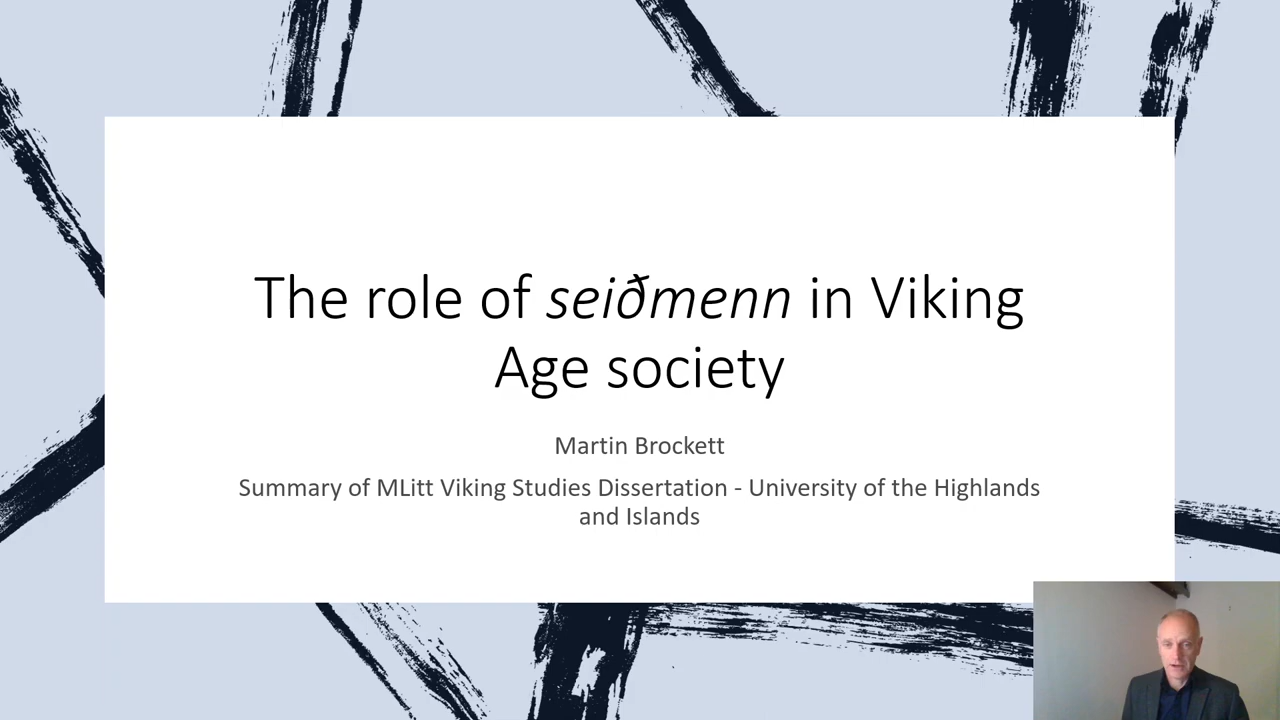 The role of seiðmenn in Viking
Age society
Martin Brockett
Summary of MLitt Viking Studies Dissertation - University of the Highlands
and Islands